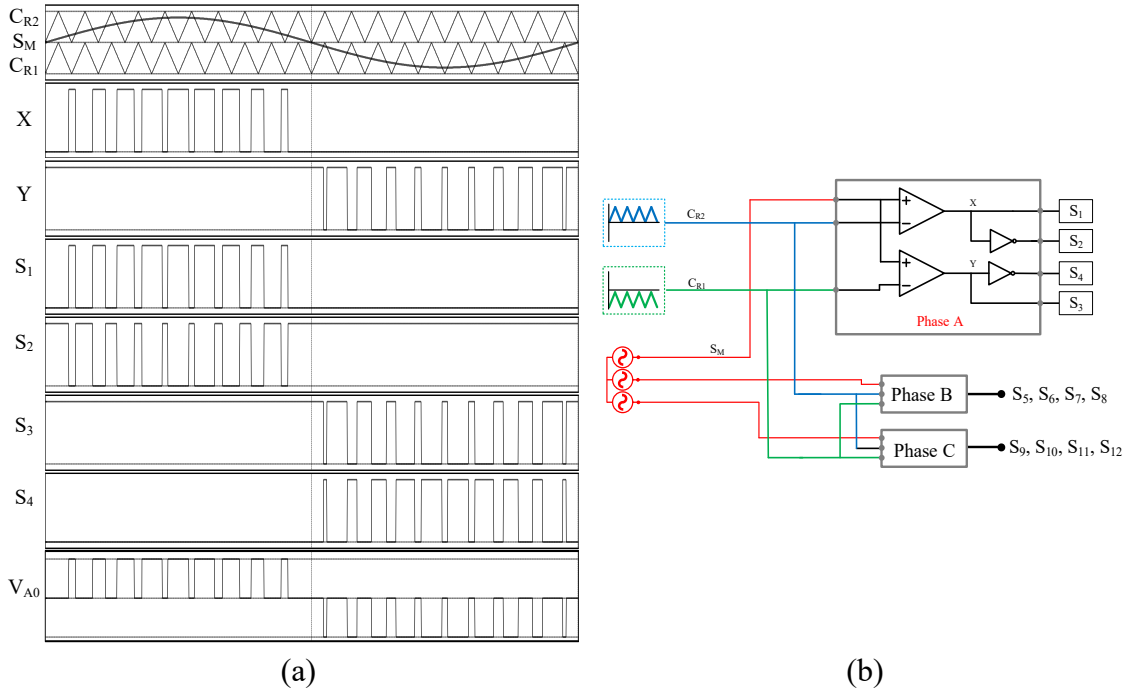 C_R2
S_M
C_R1
X
Y
S_1
S_2
S_3
S_4
V_A0
(a)
C_R2
C_R1
S_M
+
−
X
+
−
Y
S_1
S_2
S_4
S_3
Phase A
Phase B
S_5, S_6, S_7, S_8
Phase C
S_9, S_10, S_11, S_12
(b)